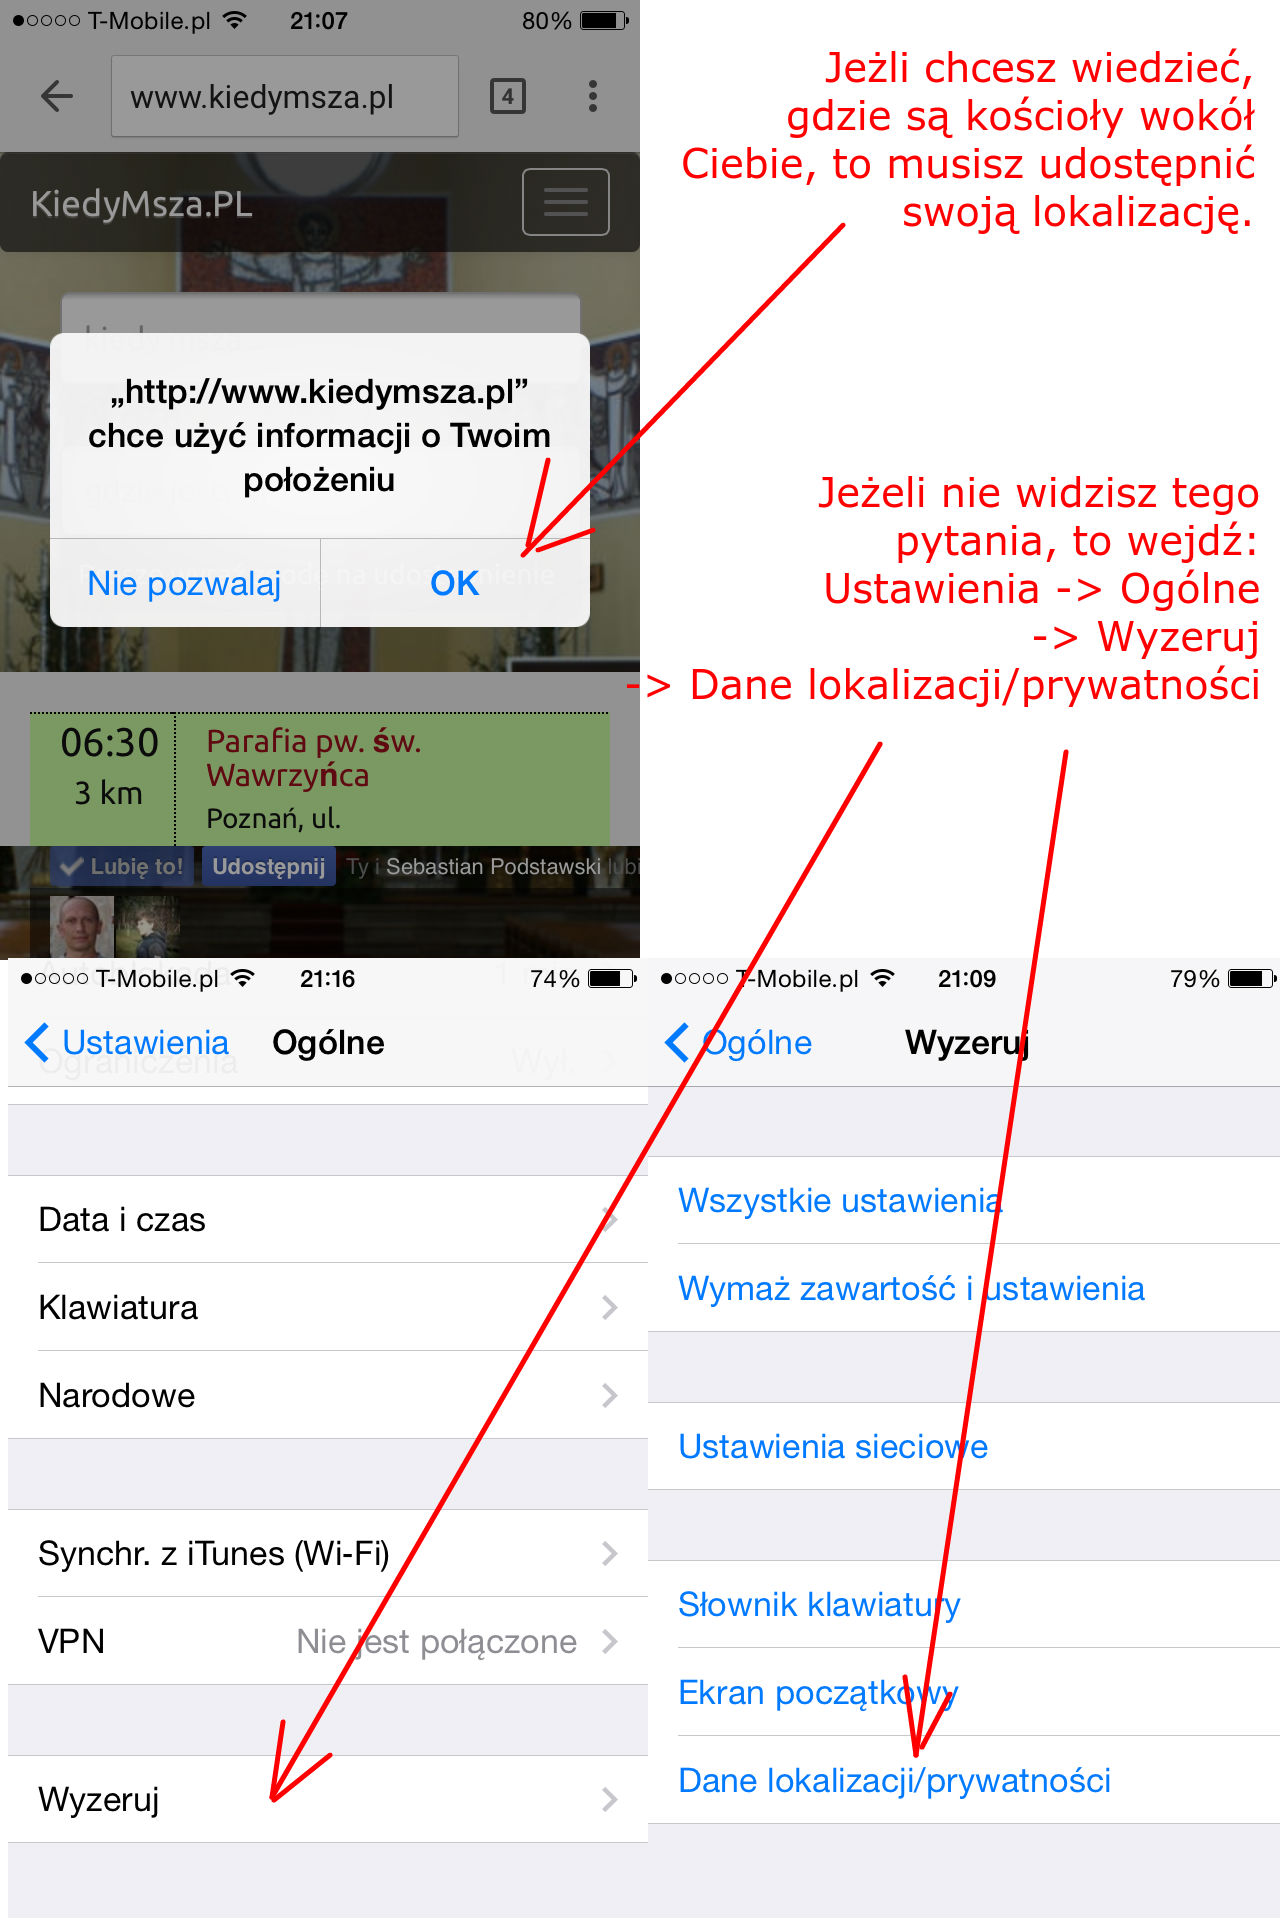 T-Mobile.pl 21:07 80%
www.kiedymsza.pl 4
KiedyMsza.PL
kiedy msza...
„http://www.kiedymsza.pl”
chce użyć informacji o Twoim
położeniu
Nie pozwalaj OK
06:30
3 km
Parafia pw. św.
Wawrzyńca
Poznań, ul.
Lubię to! Udostępnij Ty i Sebastian Podstawski lubi
Jeżli chcesz wiedzieć,
gdzie są kościoły wokół
Ciebie, to musisz udostępnić
swoją lokalizację.
Jeżeli nie widzisz tego
pytania, to wejdź:
Ustawienia -> Ogólne
-> Wyzeruj
-> Dane lokalizacji/prywatności
T-Mobile.pl 21:16 74%
Ustawienia Ogólne
Ograniczenia Wył.
Data i czas
Klawiatura
Narodowe
Synchr. z iTunes (Wi-Fi)
VPN Nie jest połączone
Wyzeruj
T-Mobile.pl 21:09 79%
Ogólne Wyzeruj
Wszystkie ustawienia
Wymaż zawartość i ustawienia
Ustawienia sieciowe
Słownik klawiatury
Ekran początkowy
Dane lokalizacji/prywatności